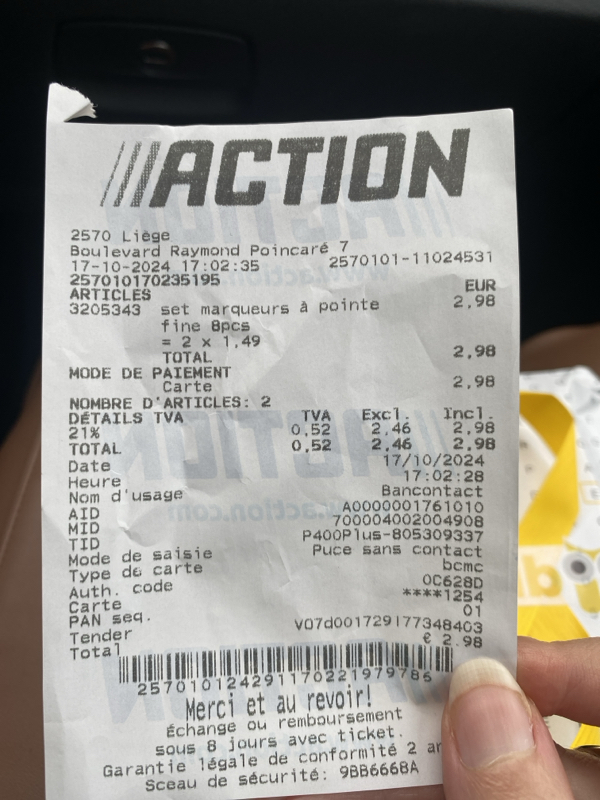 ACTION
2570 Liège
Boulevard Raymond Poincaré 7
17-10-2024 17:02:35 2570101-11024531
257010170235195
ARTICLES EUR
3205343 set marqueurs à pointe 2,98
fine 8pcs
= 2 x 1,49
TOTAL 2,98
MODE DE PAIEMENT
Carte 2,98
NOMBRE D'ARTICLES: 2
DÉTAILS TVA TVA Excl. Incl.
21% 0,52 2,46 2,98
TOTAL 0,52 2,46 2,98
Date 17/10/2024
Heure 17:02:28
Nom d'usage Bancontact
AID A0000001761010
MID 700004002004908
TID P400Plus-805309337
Mode de saisie Puce sans contact
Type de carte bcmc
Auth. code 0C628D
Carte ****1254
PAN seq. 01
Tender V07d001729177348403
Total € 2.98
2570101242911170221979786
Merci et au revoir!
Échange ou remboursement
sous 8 jours avec ticket.
Garantie légale de conformité 2
Sceau de sécurité: 9BB6668A